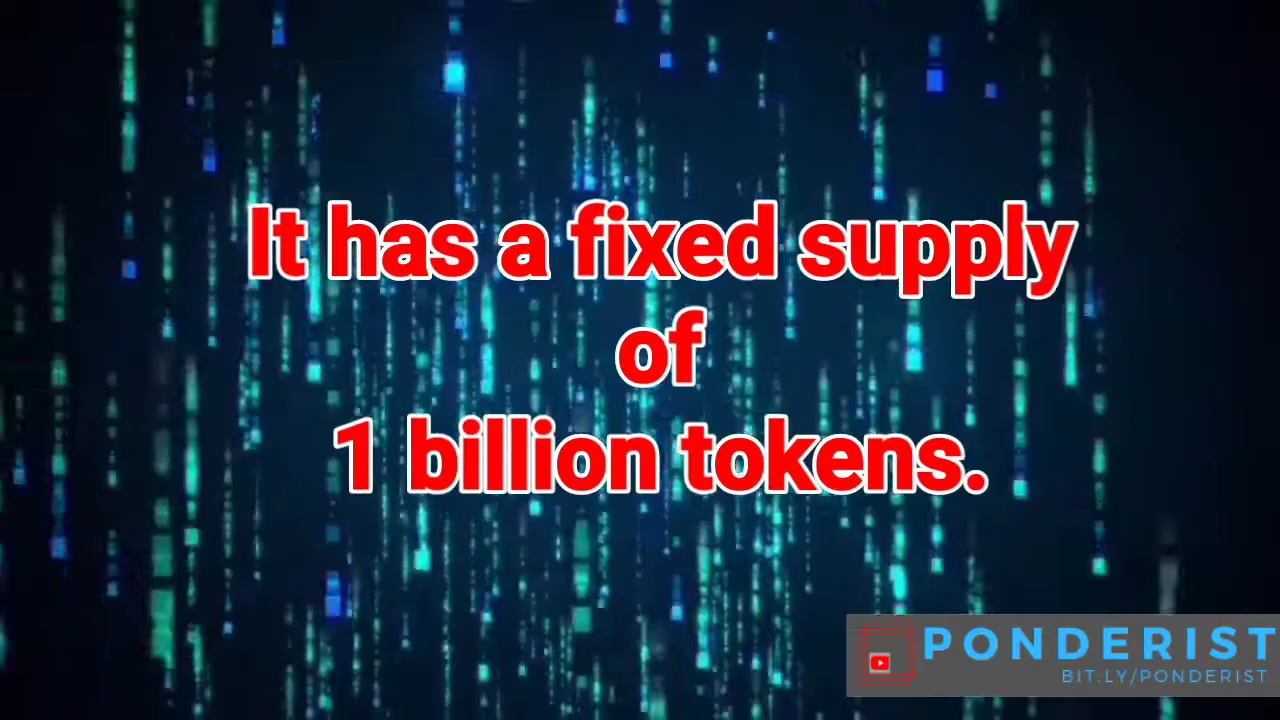 It has a fixed supply
of
1 billion tokens.
PONDERIST
BIT.LY/PONDERIST